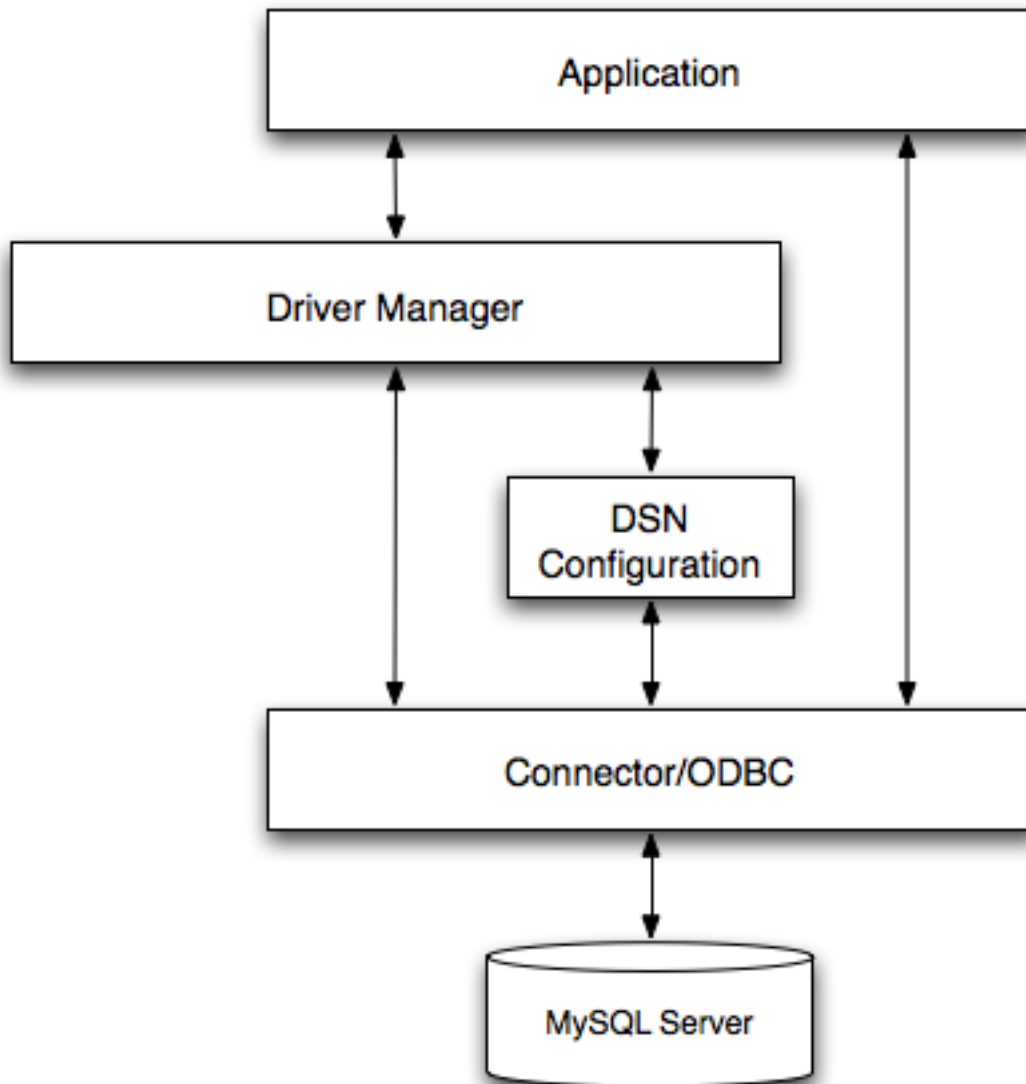 Application
Driver Manager
DSN
Configuration
Connector/ODBC
MySQL Server